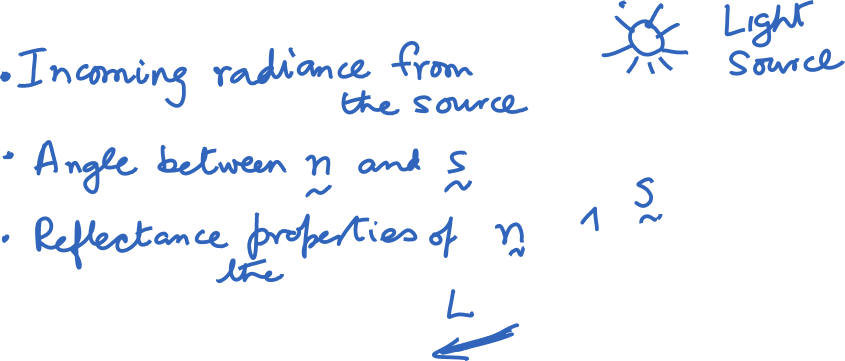 • Incoming radiance from
the source
• Angle between n and s
• Reflectance properties of
the
Light
Source
n
s
L